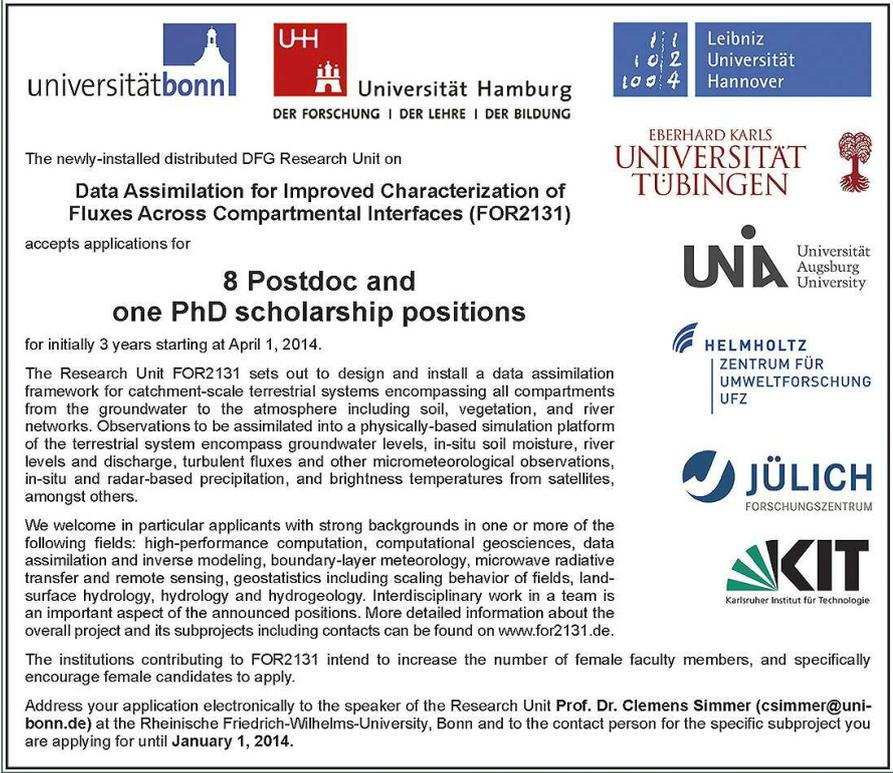 universitätbonn
UHH
Universität Hamburg
DER FORSCHUNG | DER LEHRE | DER BILDUNG
1 1
1 0 2
1 0 0 4
Leibniz
Universität
Hannover
EBERHARD KARLS
UNIVERSITÄT
TÜBINGEN
The newly-installed distributed DFG Research Unit on
Data Assimilation for Improved Characterization of
Fluxes Across Compartmental Interfaces (FOR2131)
accepts applications for
UNIA
Universität
Augsburg
University
8 Postdoc and
one PhD scholarship positions
for initially 3 years starting at April 1, 2014.
HELMHOLTZ
ZENTRUM FÜR
UMWELTFORSCHUNG
UFZ
The Research Unit FOR2131 sets out to design and install a data assimilation
framework for catchment-scale terrestrial systems encompassing all compartments
from the groundwater to the atmosphere including soil, vegetation, and river
networks. Observations to be assimilated into a physically-based simulation platform
of the terrestrial system encompass groundwater levels, in-situ soil moisture, river
levels and discharge, turbulent fluxes and other micrometeorological observations,
in-situ and radar-based precipitation, and brightness temperatures from satellites,
amongst others.
JÜLICH
FORSCHUNGSZENTRUM
We welcome in particular applicants with strong backgrounds in one or more of the
following fields: high-performance computation, computational geosciences, data
assimilation and inverse modeling, boundary-layer meteorology, microwave radiative
transfer and remote sensing, geostatistics including scaling behavior of fields, land-
surface hydrology, hydrology and hydrogeology. Interdisciplinary work in a team is
an important aspect of the announced positions. More detailed information about the
overall project and its subprojects including contacts can be found on www.for2131.de.
KIT
Karlsruher Institut für Technologie
The institutions contributing to FOR2131 intend to increase the number of female faculty members, and specifically
encourage female candidates to apply.
Address your application electronically to the speaker of the Research Unit Prof. Dr. Clemens Simmer (csimmer@uni-
bonn.de) at the Rheinische Friedrich-Wilhelms-University, Bonn and to the contact person for the specific subproject you
are applying for until January 1, 2014.